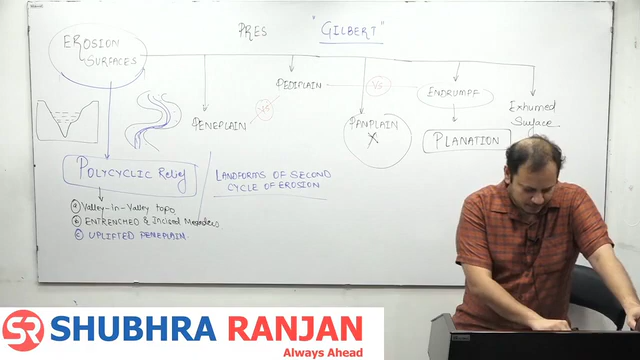 PRES "GILBERT"
EROSION
SURFACES
PEDIPLAIN
VS
ENDRUMPF
Exhumed
Surface
PENEPLAIN
VS
PANPLAIN
X
PLANATION
POLYCYCLIC Relief
LANDFORMS OF SECOND
CYCLE OF EROSION
a Valley-In-Valley topo
b ENTRENCHED & Incised Meanders
c UPLIFTED PENEPLAIN.
SR SHUBHRA RANJAN
Always Ahead